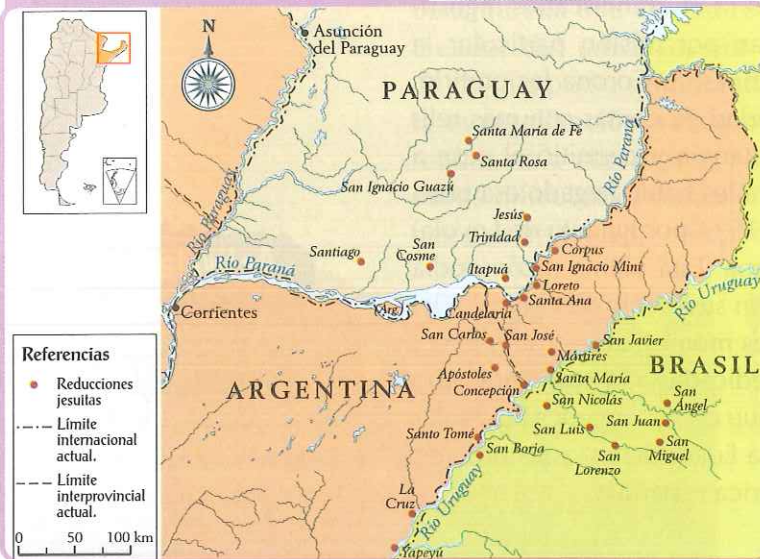 N
Asunción
del Paraguay
PARAGUAY
Santa María de Fe
Santa Rosa
San Ignacio Guazú
Río Paraná
Río Paraguay
Jesús
Trinidad
Corpus
Santiago
San
Cosme
Itapuá
San Ignacio Miní
Río Paraná
Loreto
Santa Ana
(Arg.)
Candelaria
Río Uruguay
Corrientes
San Carlos
San José
San Javier
Mártires
BRASIL
Apóstoles
Santa María
ARGENTINA
Concepción
San Nicolás
San
Ángel
San Luis
San Juan
Santo Tomé
San Borja
San
Lorenzo
San
Miguel
La
Cruz
Río Uruguay
Yapeyú
Referencias
Reducciones
jesuitas
Límite
internacional
actual.
Límite
interprovincial
actual.
0 50 100 km